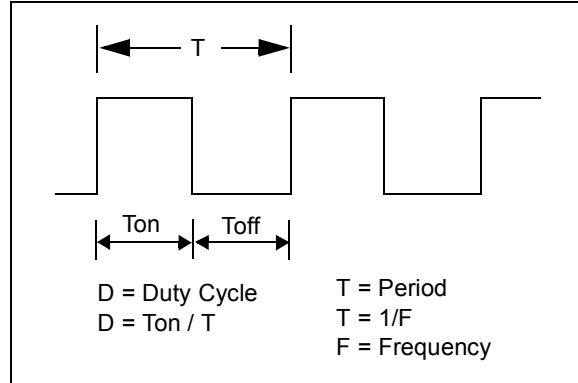 T
Ton
Toff
D = Duty Cycle
D = Ton / T
T = Period
T = 1/F
F = Frequency